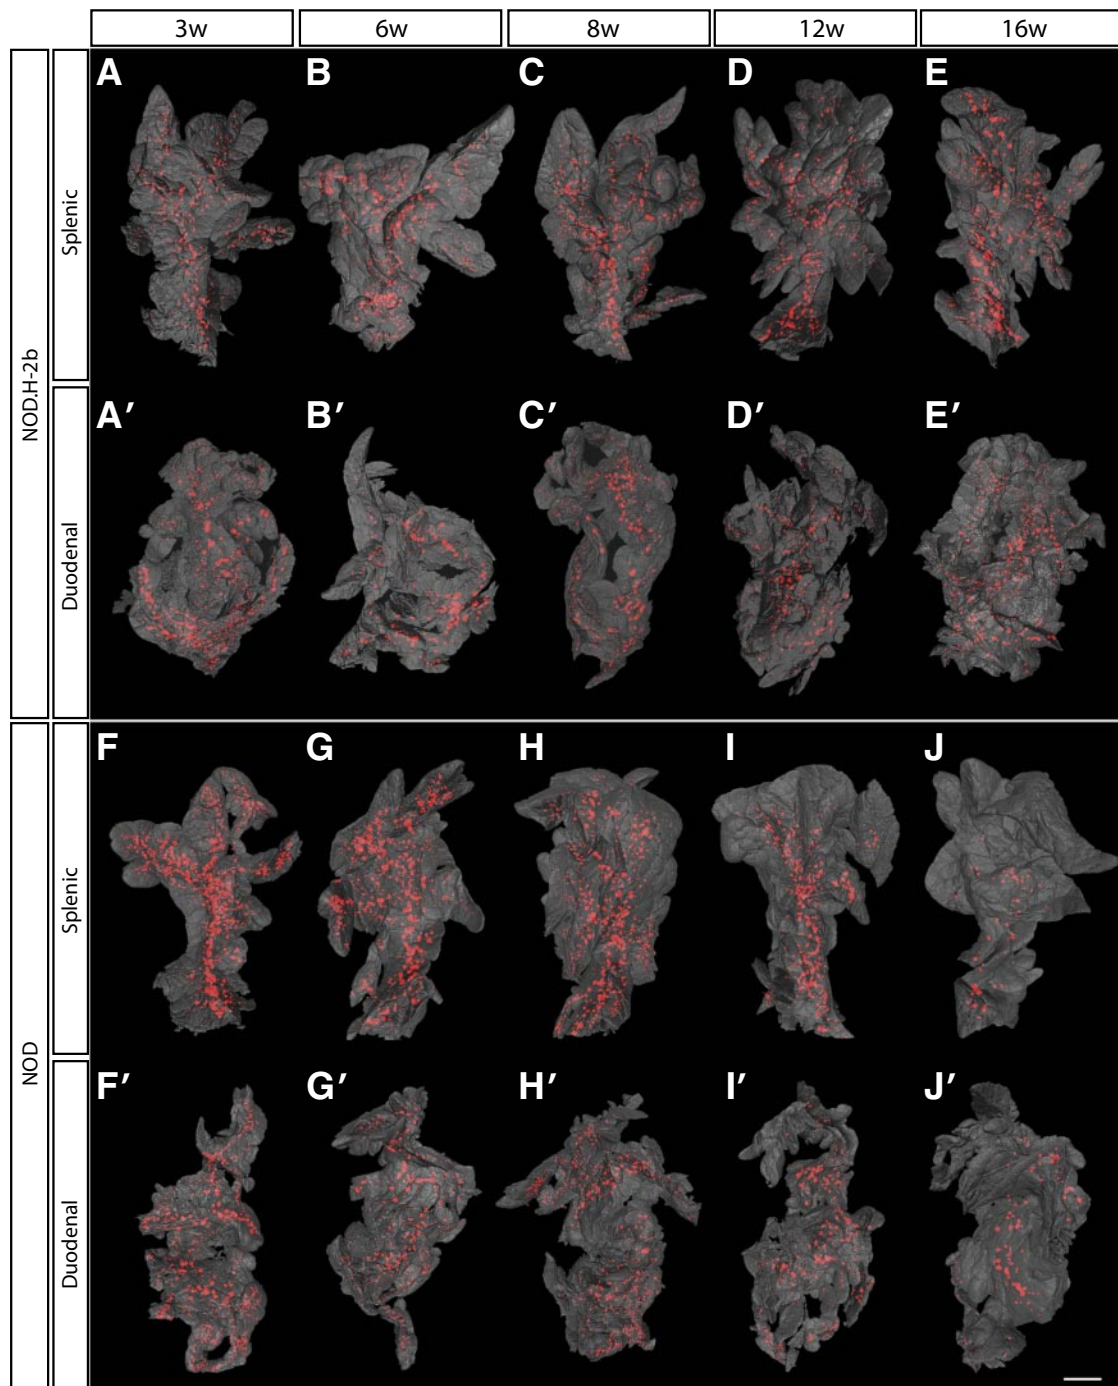 3w 6w 8w 12w 16w
NOD.H-2b
Splenic
A B C D E
Duodenal
A′ B′ C′ D′ E′
NOD
Splenic
F G H I J
Duodenal
F′ G′ H′ I′ J′